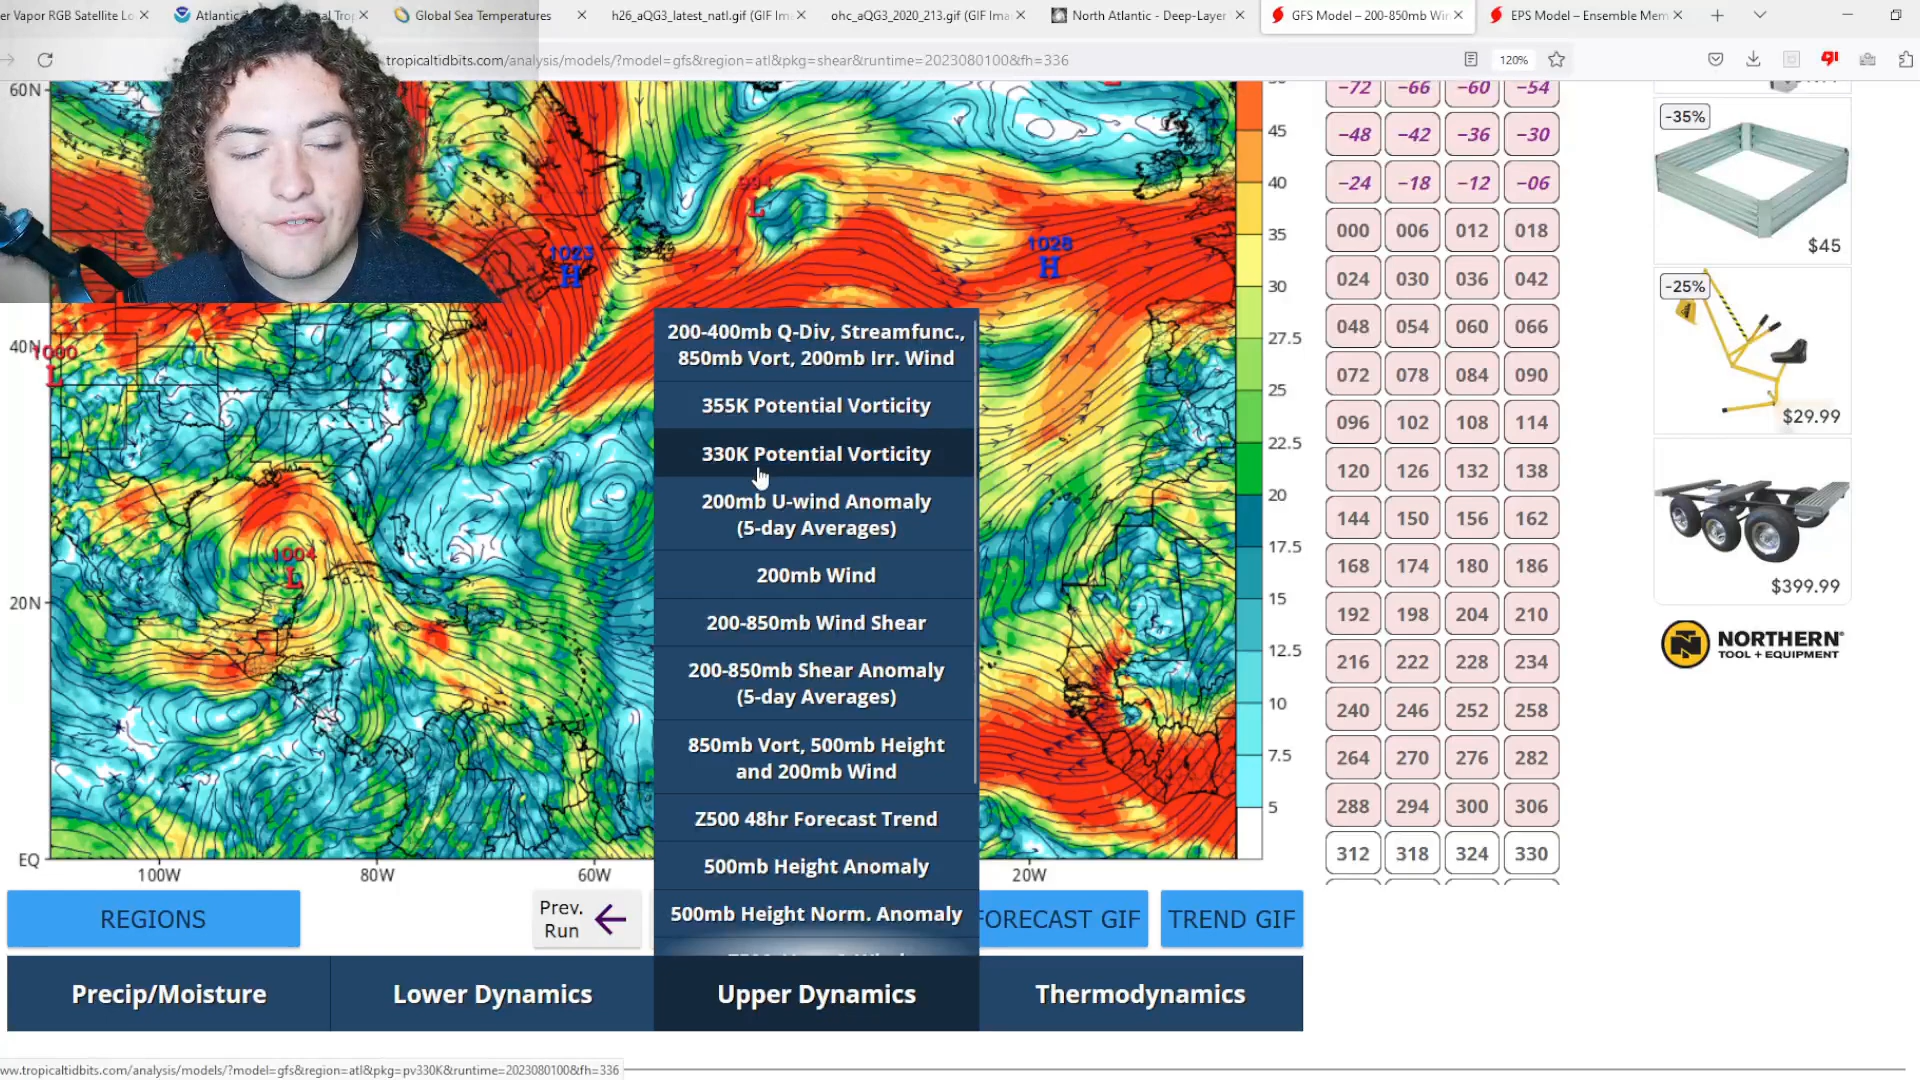 er Vapor RGB Satellite Lo
Atlantic
al Trop
Global Sea Temperatures
h26_aQG3_latest_natl.gif (GIF Ima
ohc_aQG3_2020_213.gif (GIF Ima
North Atlantic - Deep-Layer
GFS Model – 200-850mb Win
EPS Model – Ensemble Mem
tropicaltidbits.com/analysis/models/?model=gfs&region=atl&pkg=shear&runtime=2023080100&fh=336
120%
60N
40N
20N
EQ
100W
80W
60W
20W
1023
H
1028
H
L
1000
L
1004
L
45
40
35
30
27.5
25
22.5
20
17.5
15
12.5
10
7.5
5
200-400mb Q-Div, Streamfunc.,
850mb Vort, 200mb Irr. Wind
355K Potential Vorticity
330K Potential Vorticity
200mb U-wind Anomaly
(5-day Averages)
200mb Wind
200-850mb Wind Shear
200-850mb Shear Anomaly
(5-day Averages)
850mb Vort, 500mb Height
and 200mb Wind
Z500 48hr Forecast Trend
500mb Height Anomaly
500mb Height Norm. Anomaly
−72 −66 −60 −54
−48 −42 −36 −30
−24 −18 −12 −06
000 006 012 018
024 030 036 042
048 054 060 066
072 078 084 090
096 102 108 114
120 126 132 138
144 150 156 162
168 174 180 186
192 198 204 210
216 222 228 234
240 246 252 258
264 270 276 282
288 294 300 306
312 318 324 330
-35%
$45
-25%
$29.99
$399.99
NORTHERN
TOOL + EQUIPMENT
REGIONS
Prev.
Run
FORECAST GIF
TREND GIF
Precip/Moisture
Lower Dynamics
Upper Dynamics
Thermodynamics
ww.tropicaltidbits.com/analysis/models/?model=gfs&region=atl&pkg=pv330K&runtime=2023080100&fh=336